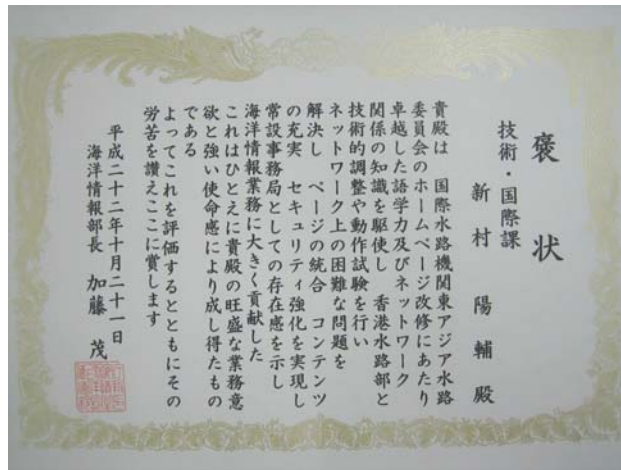 褒状
技術・国際課
新村 陽輔 殿
貴殿は 国際水路機関東アジア水路
委員会のホームページ改修にあたり
卓越した語学力及びネットワーク
関係の知識を駆使し 香港水路部と
技術的調整や動作試験を行い
ネットワーク上の困難な問題を
解決し ページの統合 コンテンツ
の充実 セキュリティ強化を実現し
常設事務局としての存在感を示し
海洋情報業務に大きく貢献した
これはひとえに貴殿の旺盛な業務意
欲と強い使命感により成し得たもの
である
よってこれを評価するとともにその
労苦を讃えここに賞します
平成二十二年十月二十一日
海洋情報部長 加藤 茂